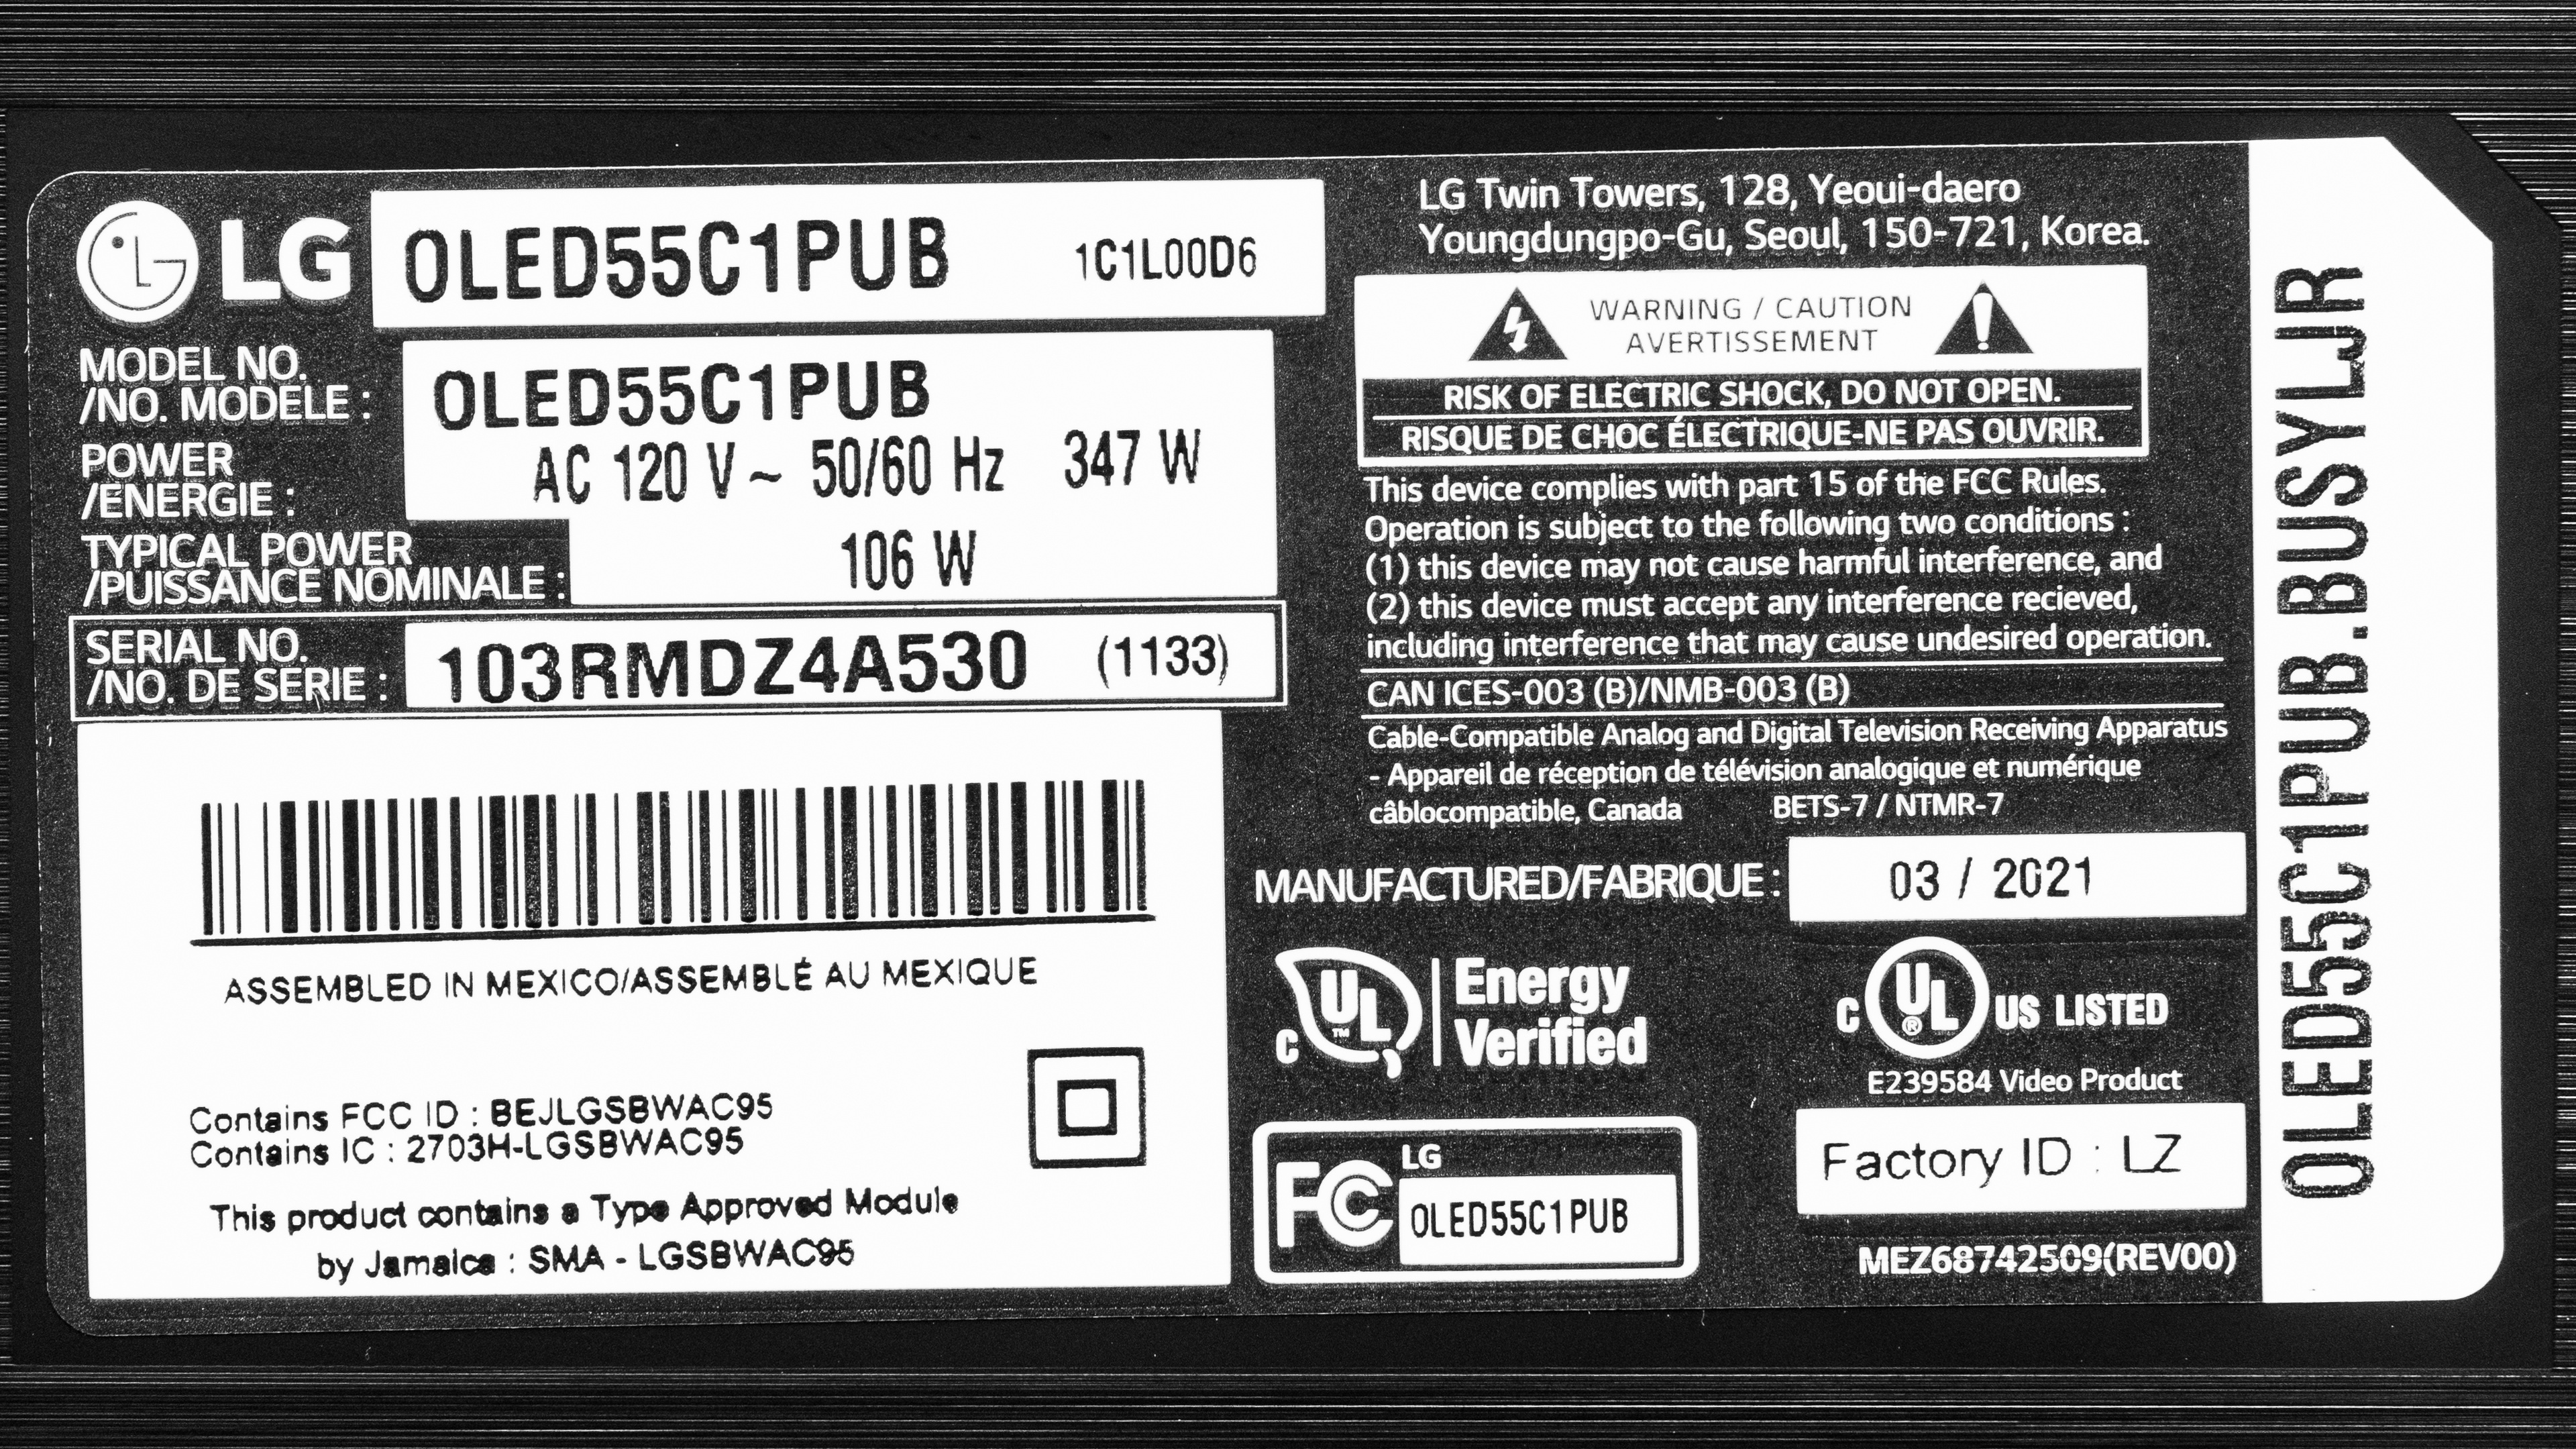 LG OLED55C1PUB 1C1L00D6
MODEL NO.
/NO. MODÈLE : OLED55C1PUB
POWER
/ÉNERGIE : AC 120 V ~ 50/60 Hz 347 W
TYPICAL POWER
/PUISSANCE NOMINALE : 106 W
SERIAL NO.
/NO. DE SÉRIE : 103RMDZ4A530 (1133)
ASSEMBLED IN MEXICO/ASSEMBLÉ AU MEXIQUE
Contains FCC ID : BEJLGSBWAC95
Contains IC : 2703H-LGSBWAC95
This product contains a Type Approved Module
by Jamaica : SMA - LGSBWAC95
LG Twin Towers, 128, Yeoui-daero
Youngdungpo-Gu, Seoul, 150-721, Korea.
WARNING / CAUTION
AVERTISSEMENT
RISK OF ELECTRIC SHOCK, DO NOT OPEN.
RISQUE DE CHOC ÉLECTRIQUE-NE PAS OUVRIR.
This device complies with part 15 of the FCC Rules.
Operation is subject to the following two conditions :
(1) this device may not cause harmful interference, and
(2) this device must accept any interference recieved,
including interference that may cause undesired operation.
CAN ICES-003 (B)/NMB-003 (B)
Cable-Compatible Analog and Digital Television Receiving Apparatus
- Appareil de réception de télévision analogique et numérique
câblocompatible, Canada BETS-7 / NTMR-7
MANUFACTURED/FABRIQUÉ : 03 / 2021
C UL ™ Energy
Verified
C UL ® US LISTED
E239584 Video Product
FC LG
OLED55C1PUB
Factory ID : LZ
MEZ68742509(REV00)
OLED55C1PUB.BUSYLJR